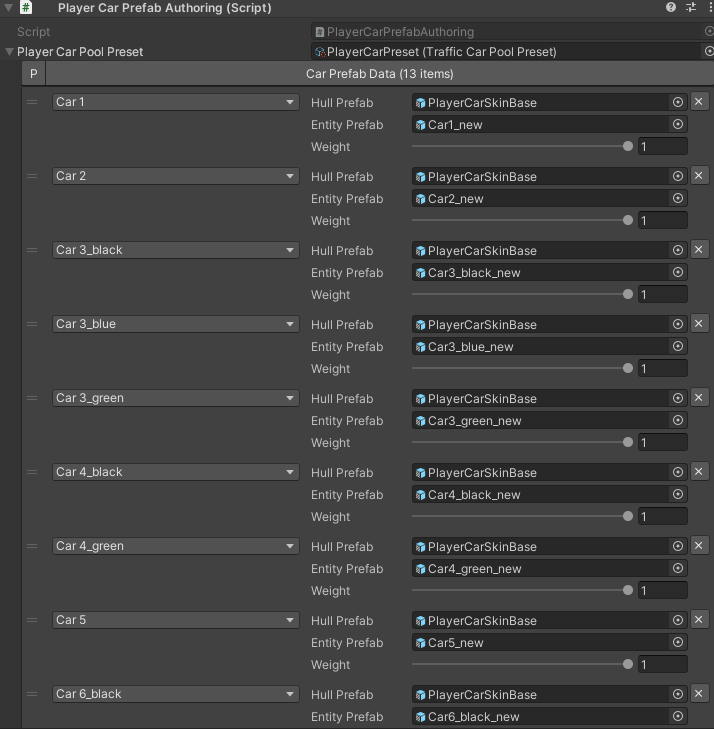 Player Car Prefab Authoring (Script)
Script PlayerCarPrefabAuthoring
Player Car Pool Preset PlayerCarPreset (Traffic Car Pool Preset)
P Car Prefab Data (13 items)
Car 1 Hull Prefab PlayerCarSkinBase
Entity Prefab Car1_new
Weight 1
Car 2 Hull Prefab PlayerCarSkinBase
Entity Prefab Car2_new
Weight 1
Car 3_black Hull Prefab PlayerCarSkinBase
Entity Prefab Car3_black_new
Weight 1
Car 3_blue Hull Prefab PlayerCarSkinBase
Entity Prefab Car3_blue_new
Weight 1
Car 3_green Hull Prefab PlayerCarSkinBase
Entity Prefab Car3_green_new
Weight 1
Car 4_black Hull Prefab PlayerCarSkinBase
Entity Prefab Car4_black_new
Weight 1
Car 4_green Hull Prefab PlayerCarSkinBase
Entity Prefab Car4_green_new
Weight 1
Car 5 Hull Prefab PlayerCarSkinBase
Entity Prefab Car5_new
Weight 1
Car 6_black Hull Prefab PlayerCarSkinBase
Entity Prefab Car6_black_new